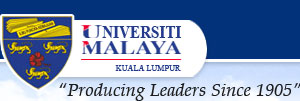 UNIVERSITI
MALAYA
KUALA LUMPUR
“Producing Leaders Since 1905”